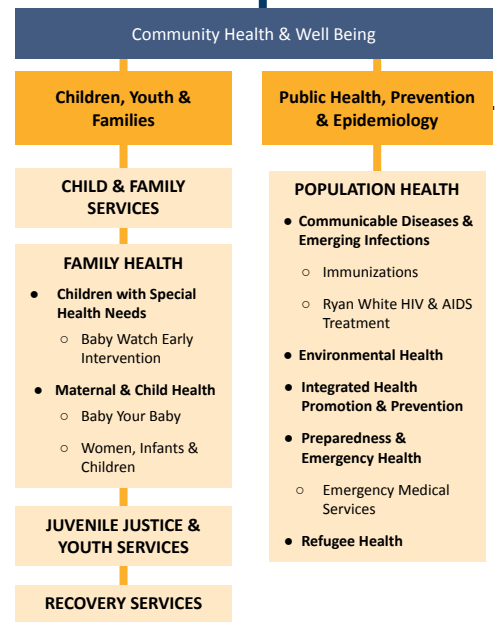 Community Health & Well Being
Children, Youth &
Families
CHILD & FAMILY
SERVICES
FAMILY HEALTH
● Children with Special
Health Needs
○ Baby Watch Early
Intervention
● Maternal & Child Health
○ Baby Your Baby
○ Women, Infants &
Children
JUVENILE JUSTICE &
YOUTH SERVICES
RECOVERY SERVICES
Public Health, Prevention
& Epidemiology
POPULATION HEALTH
● Communicable Diseases &
Emerging Infections
○ Immunizations
○ Ryan White HIV & AIDS
Treatment
● Environmental Health
● Integrated Health
Promotion & Prevention
● Preparedness &
Emergency Health
○ Emergency Medical
Services
● Refugee Health